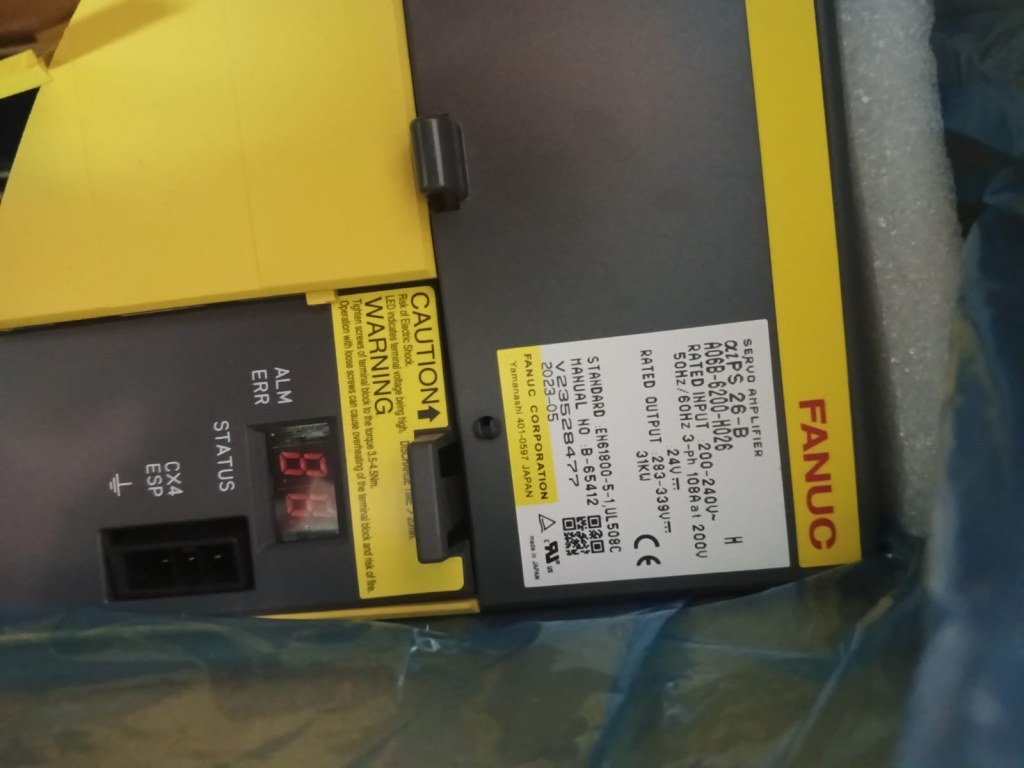 FANUC
SERVO AMPLIFIER
αiPS 26-B H
A06B-6200-H026
RATED INPUT 200-240V~
50Hz/60Hz 3-Ph 108A at 200V
24V
RATED OUTPUT 283-339V
31KW
CE
STANDARD :EN61800-5-1,UL508C
MANUAL NO :B-65412
V23528477
2023-05
FANUC CORPORATION
Yamanashi 401-0597 JAPAN
made in JAPAN
CAUTION
Risk of Electric Shock.
LED indicates terminal voltage being high.
WARNING
Tighten screws of terminal block to the torque 3.5-4.5Nm.
Operation with loose screws can cause overheating of the terminal block and risk of fire.
ALM
ERR
STATUS
CX4
ESP